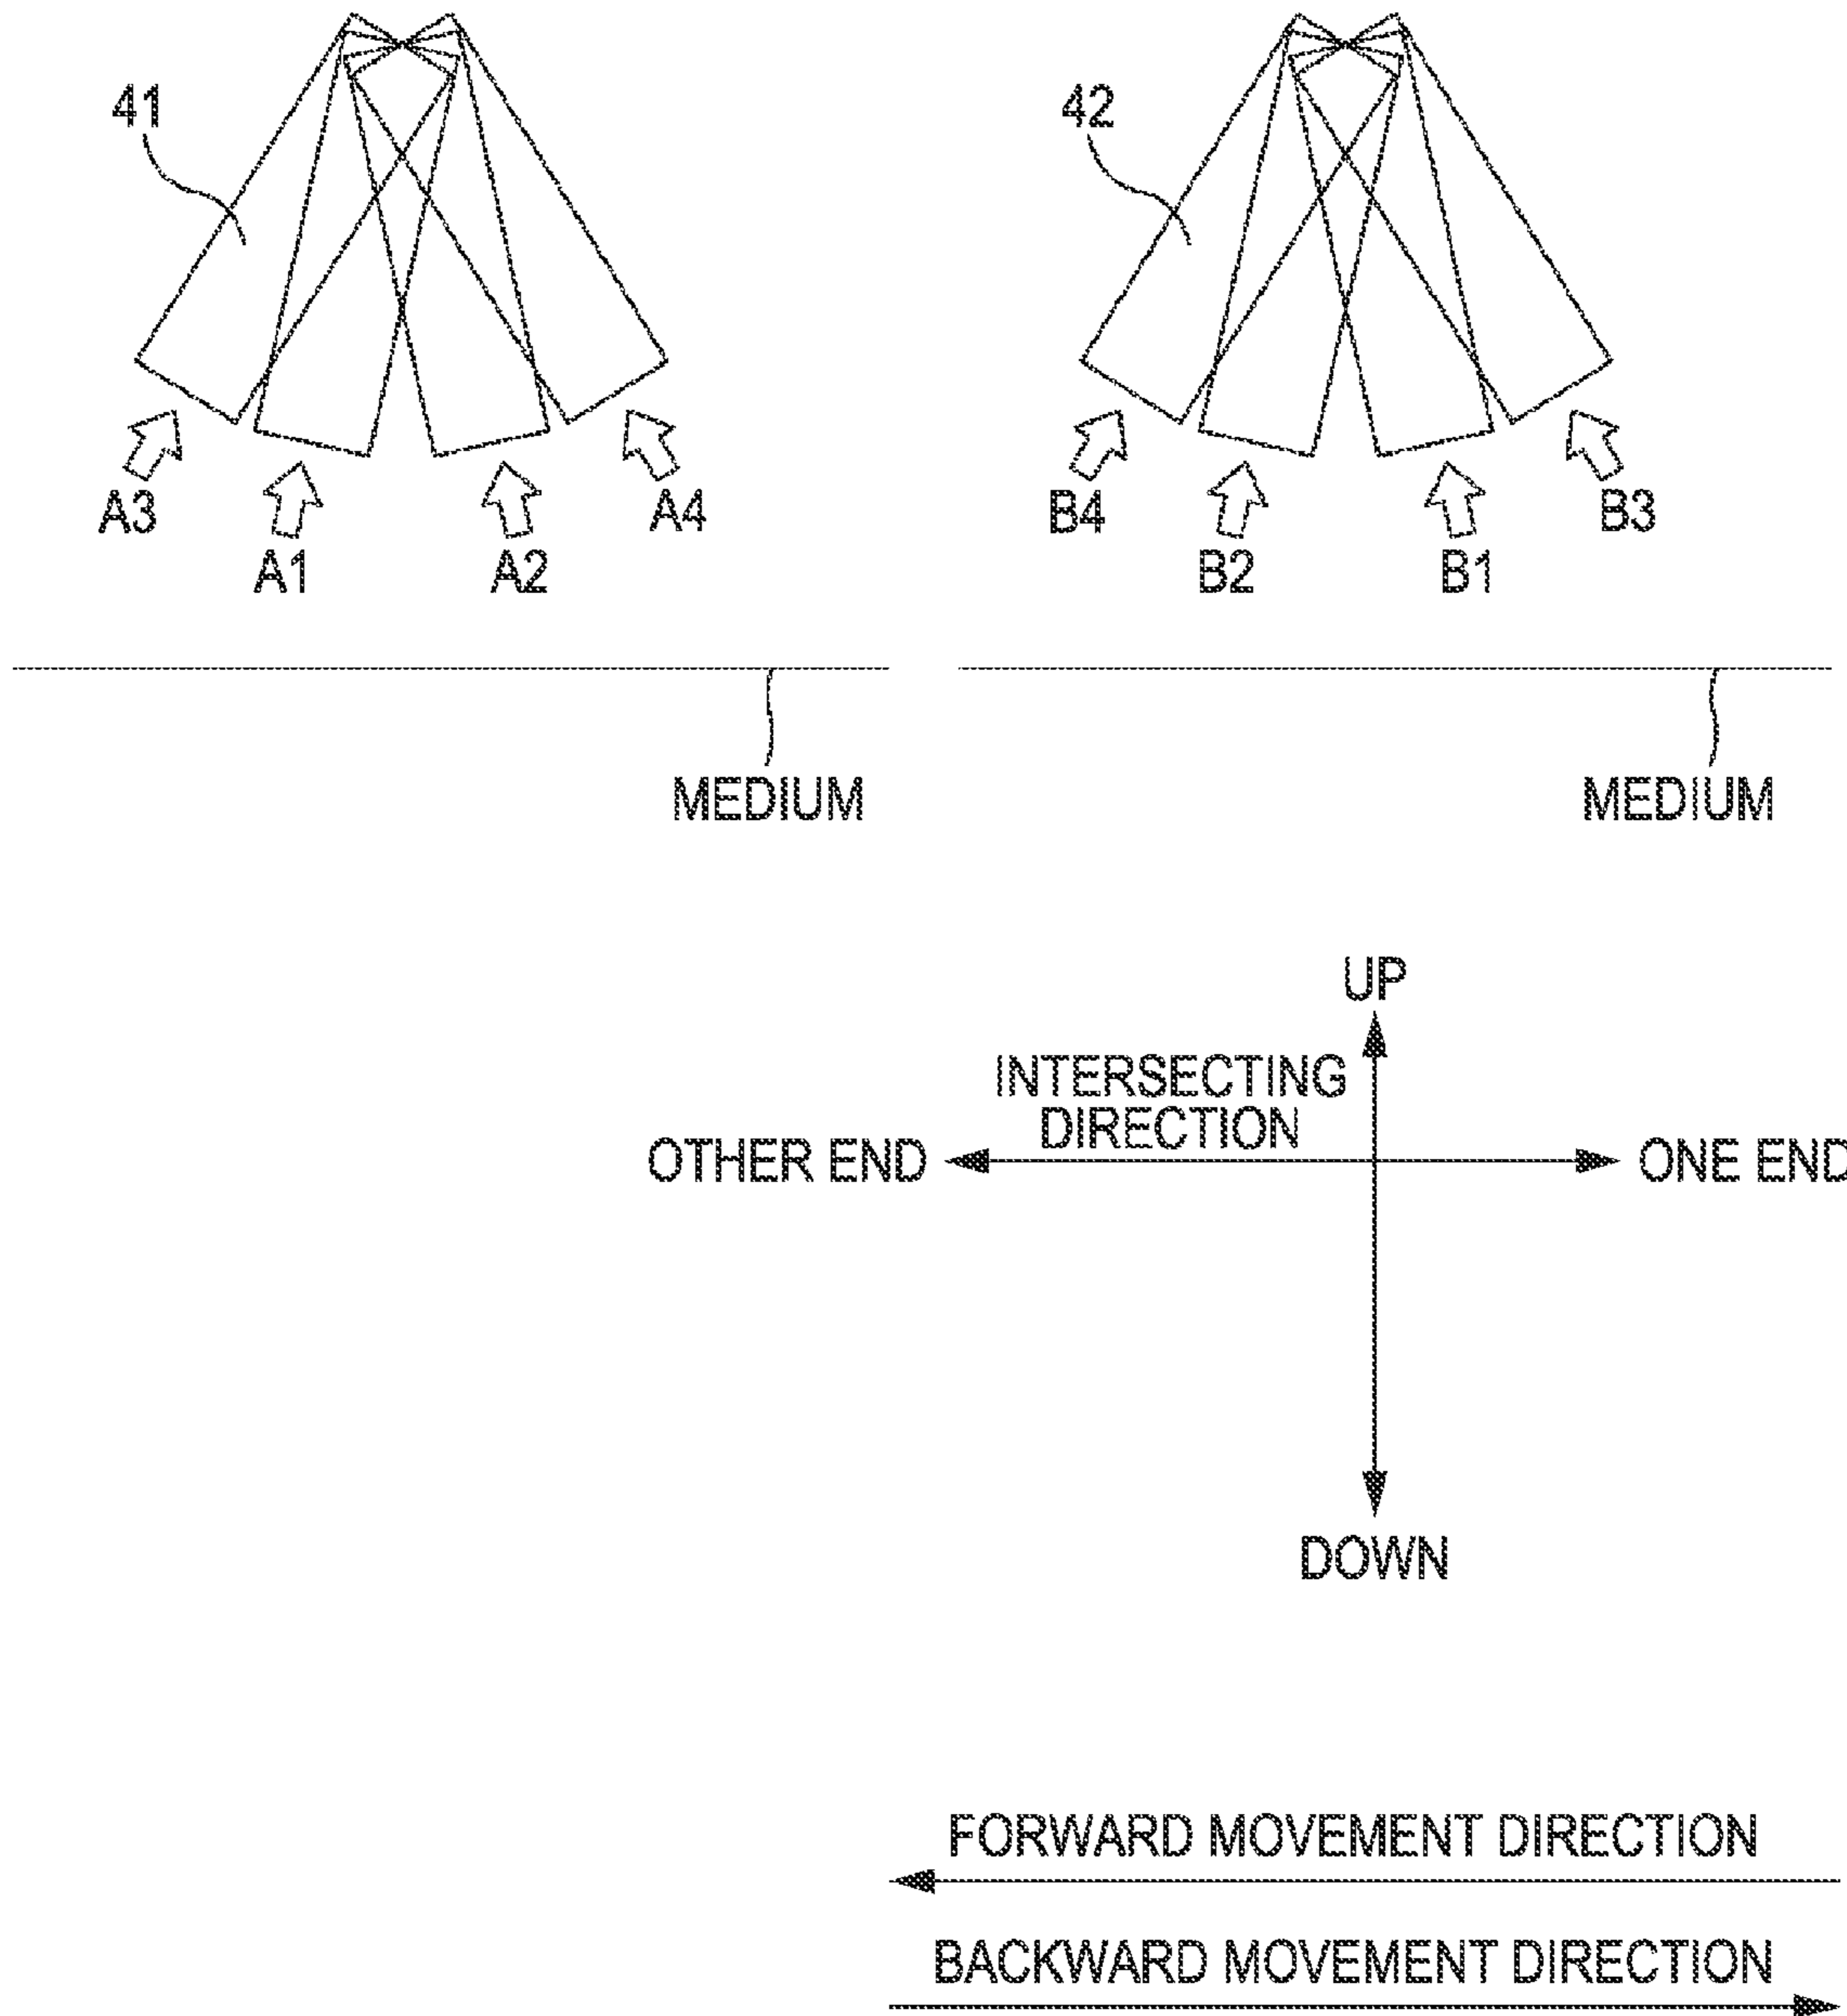 41
42
A3
A1
A2
A4
B4
B2
B1
B3
MEDIUM
MEDIUM
UP
INTERSECTING
DIRECTION
OTHER END
ONE END
DOWN
FORWARD MOVEMENT DIRECTION
BACKWARD MOVEMENT DIRECTION